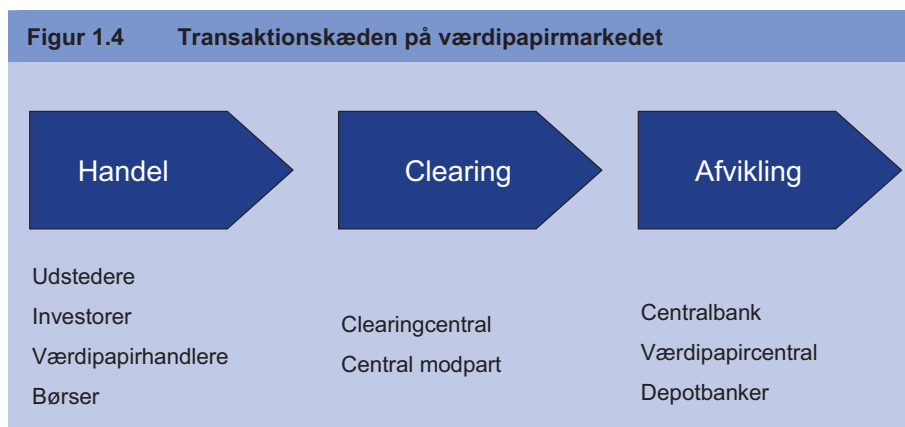 Figur 1.4 Transaktionskæden på værdipapirmarkedet
Handel
Clearing
Afvikling
Udstedere
Investorer
Værdipapirhandlere
Børser
Clearingcentral
Central modpart
Centralbank
Værdipapircentral
Depotbanker